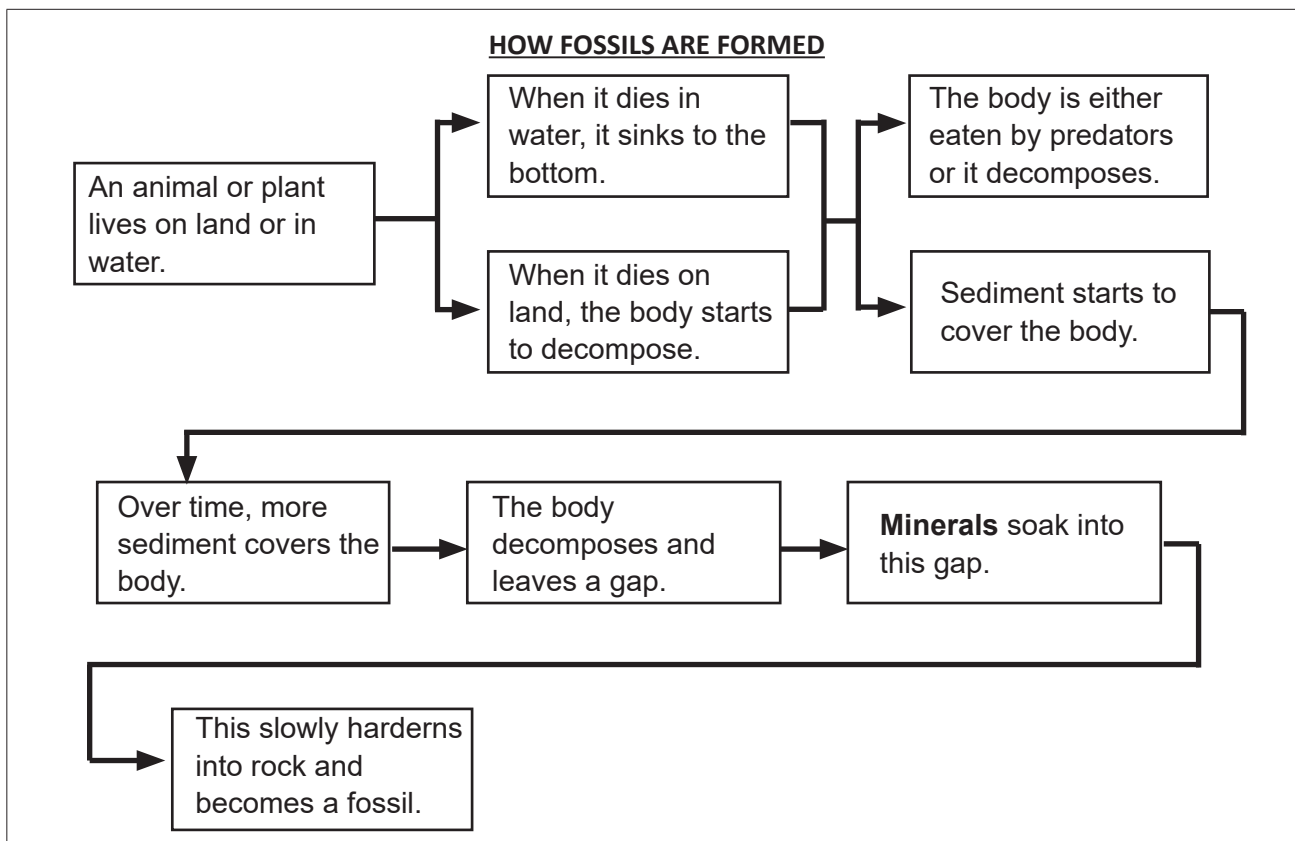 HOW FOSSILS ARE FORMED
An animal or plant
lives on land or in
water.
When it dies in
water, it sinks to the
bottom.
When it dies on
land, the body starts
to decompose.
The body is either
eaten by predators
or it decomposes.
Sediment starts to
cover the body.
Over time, more
sediment covers the
body.
The body
decomposes and
leaves a gap.
Minerals soak into
this gap.
This slowly harderns
into rock and
becomes a fossil.